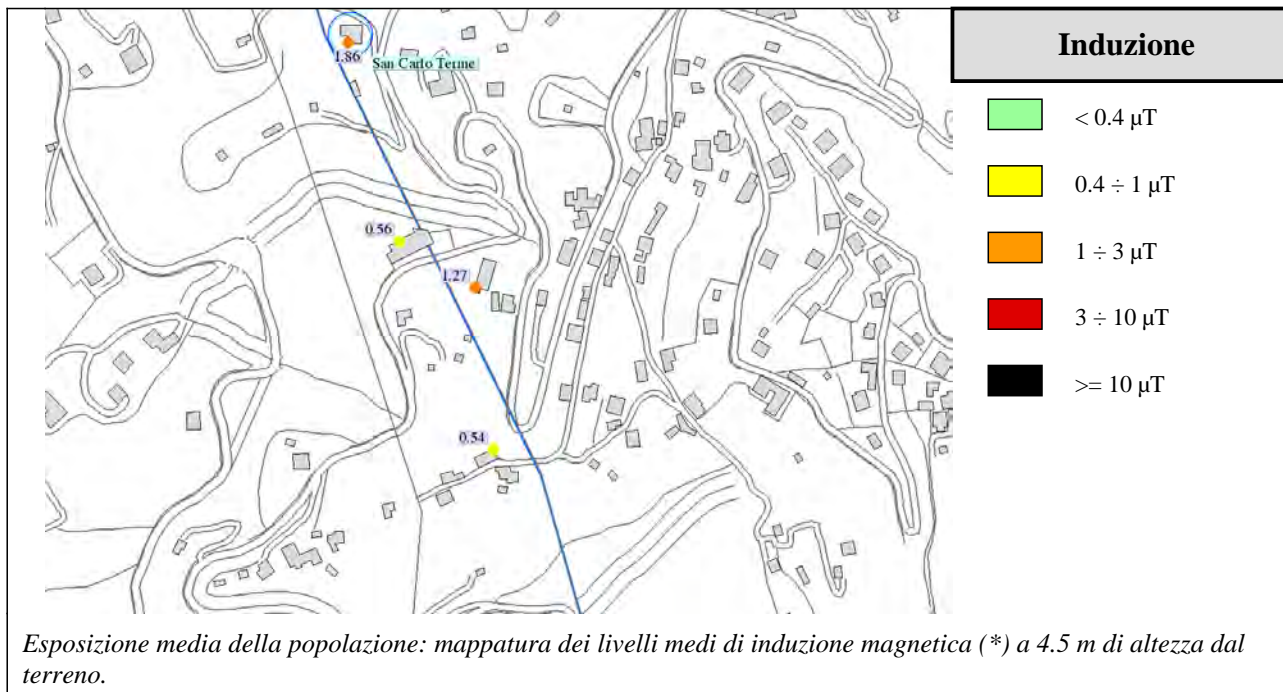 1.86
San Carlo Terme
0.56
1.27
0.54
Induzione
< 0.4 µT
0.4 ÷ 1 µT
1 ÷ 3 µT
3 ÷ 10 µT
>= 10 µT
Esposizione media della popolazione: mappatura dei livelli medi di induzione magnetica (*) a 4.5 m di altezza dal
terreno.